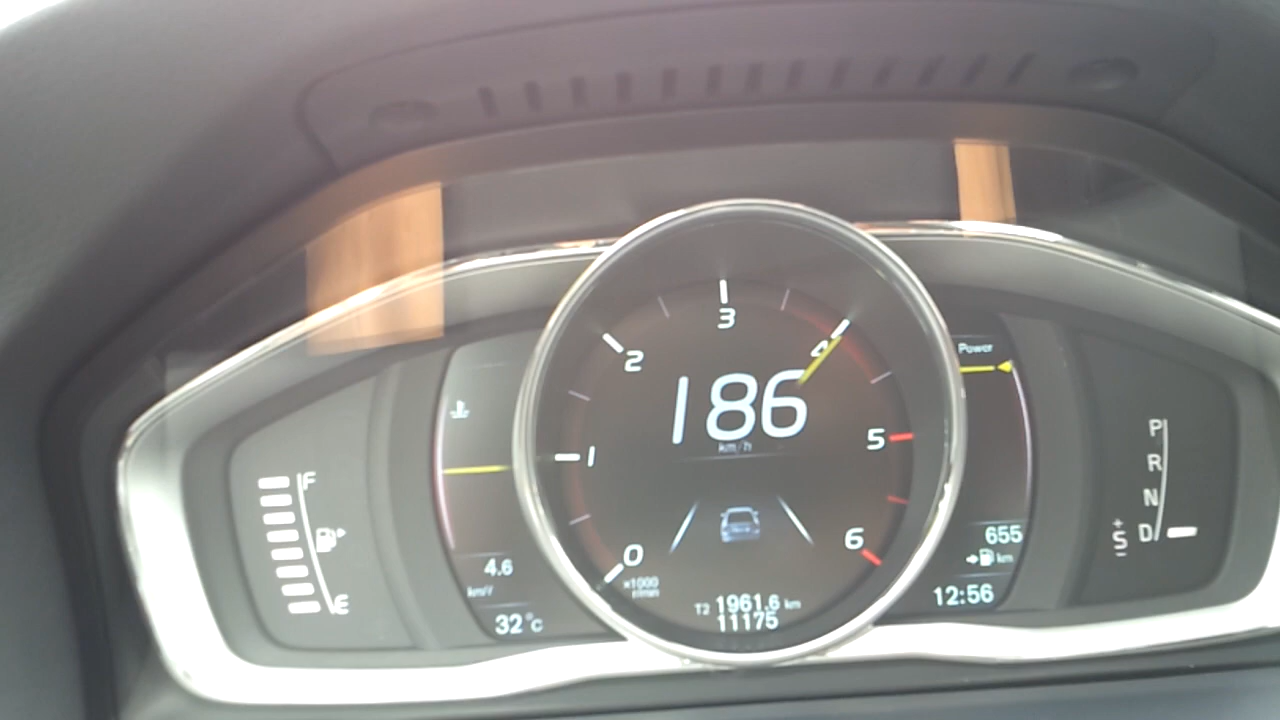 3
2
4
Power
186
km/h
1
5
P
R
N
D
+
S
-
F
E
0
6
x1000
r/min
4.6
km/l
32°C
T2 1961.6 km
11175
655
km
12:56